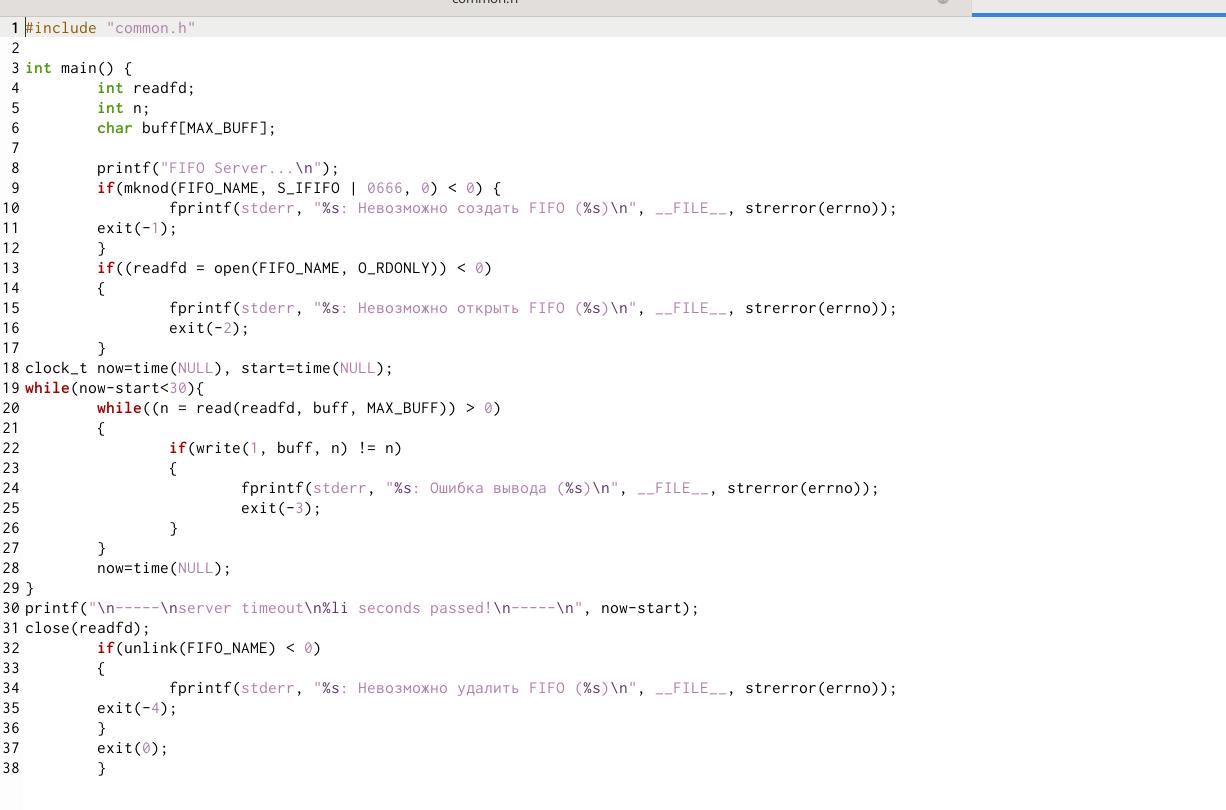 common.h
1 #include "common.h"
2
3 int main() {
4 int readfd;
5 int n;
6 char buff[MAX_BUFF];
7
8 printf("FIFO Server...\n");
9 if(mknod(FIFO_NAME, S_IFIFO | 0666, 0) < 0) {
10 fprintf(stderr, "%s: Невозможно создать FIFO (%s)\n", __FILE__, strerror(errno));
11 exit(-1);
12 }
13 if((readfd = open(FIFO_NAME, O_RDONLY)) < 0)
14 {
15 fprintf(stderr, "%s: Невозможно открыть FIFO (%s)\n", __FILE__, strerror(errno));
16 exit(-2);
17 }
18 clock_t now=time(NULL), start=time(NULL);
19 while(now-start<30){
20 while((n = read(readfd, buff, MAX_BUFF)) > 0)
21 {
22 if(write(1, buff, n) != n)
23 {
24 fprintf(stderr, "%s: Ошибка вывода (%s)\n", __FILE__, strerror(errno));
25 exit(-3);
26 }
27 }
28 now=time(NULL);
29 }
30 printf("\n-----\nserver timeout\n%li seconds passed!\n-----\n", now-start);
31 close(readfd);
32 if(unlink(FIFO_NAME) < 0)
33 {
34 fprintf(stderr, "%s: Невозможно удалить FIFO (%s)\n", __FILE__, strerror(errno));
35 exit(-4);
36 }
37 exit(0);
38 }